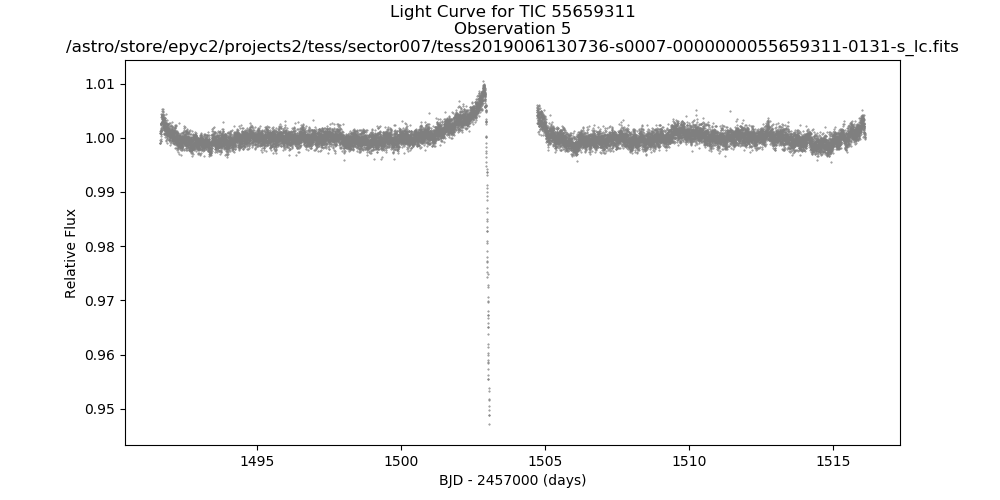 Light Curve for TIC 55659311
Observation 5
/astro/store/epyc2/projects2/tess/sector007/tess2019006130736-s0007-0000000055659311-0131-s_lc.fits
1.01
1.00
0.99
0.98
0.97
0.96
0.95
Relative Flux
1495
1500
1505
1510
1515
BJD - 2457000 (days)